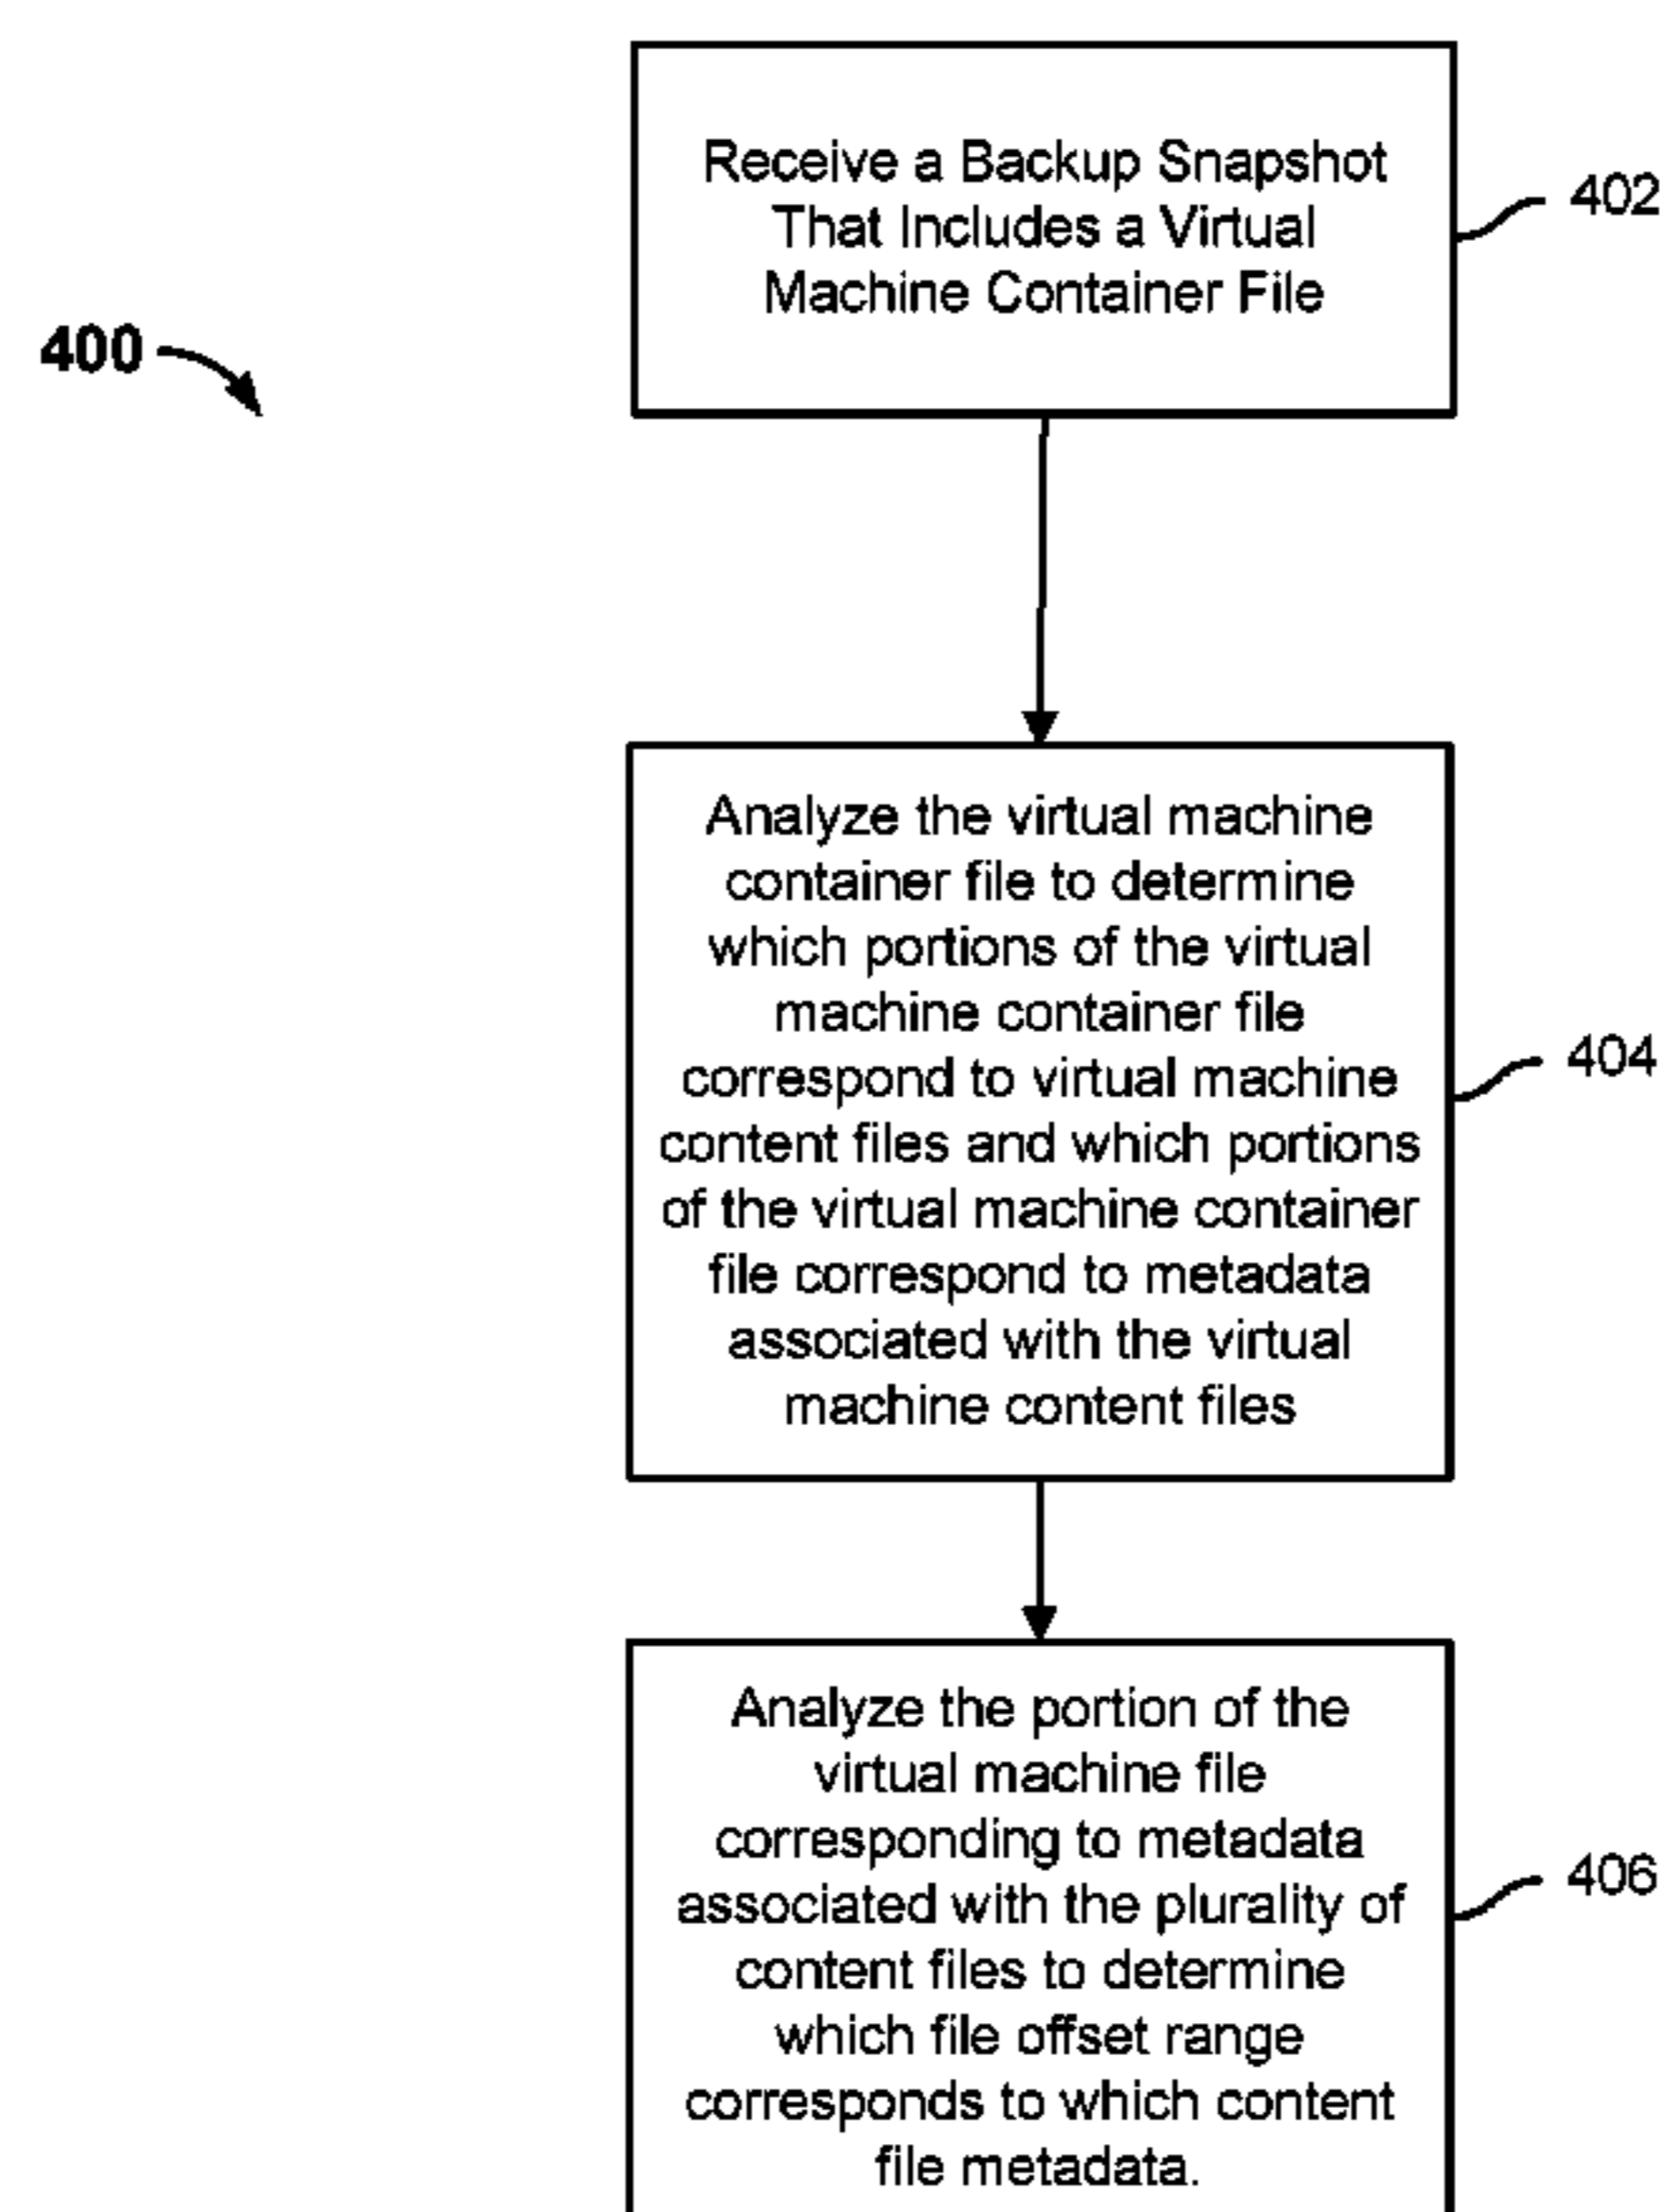 Receive a Backup Snapshot
That Includes a Virtual
Machine Container File
402
400
Analyze the virtual machine
container file to determine
which portions of the virtual
machine container file
correspond to virtual machine
content files and which portions
of the virtual machine container
file correspond to metadata
associated with the virtual
machine content files
404
Analyze the portion of the
virtual machine file
corresponding to metadata
associated with the plurality of
content files to determine
which file offset range
corresponds to which content
file metadata.
406